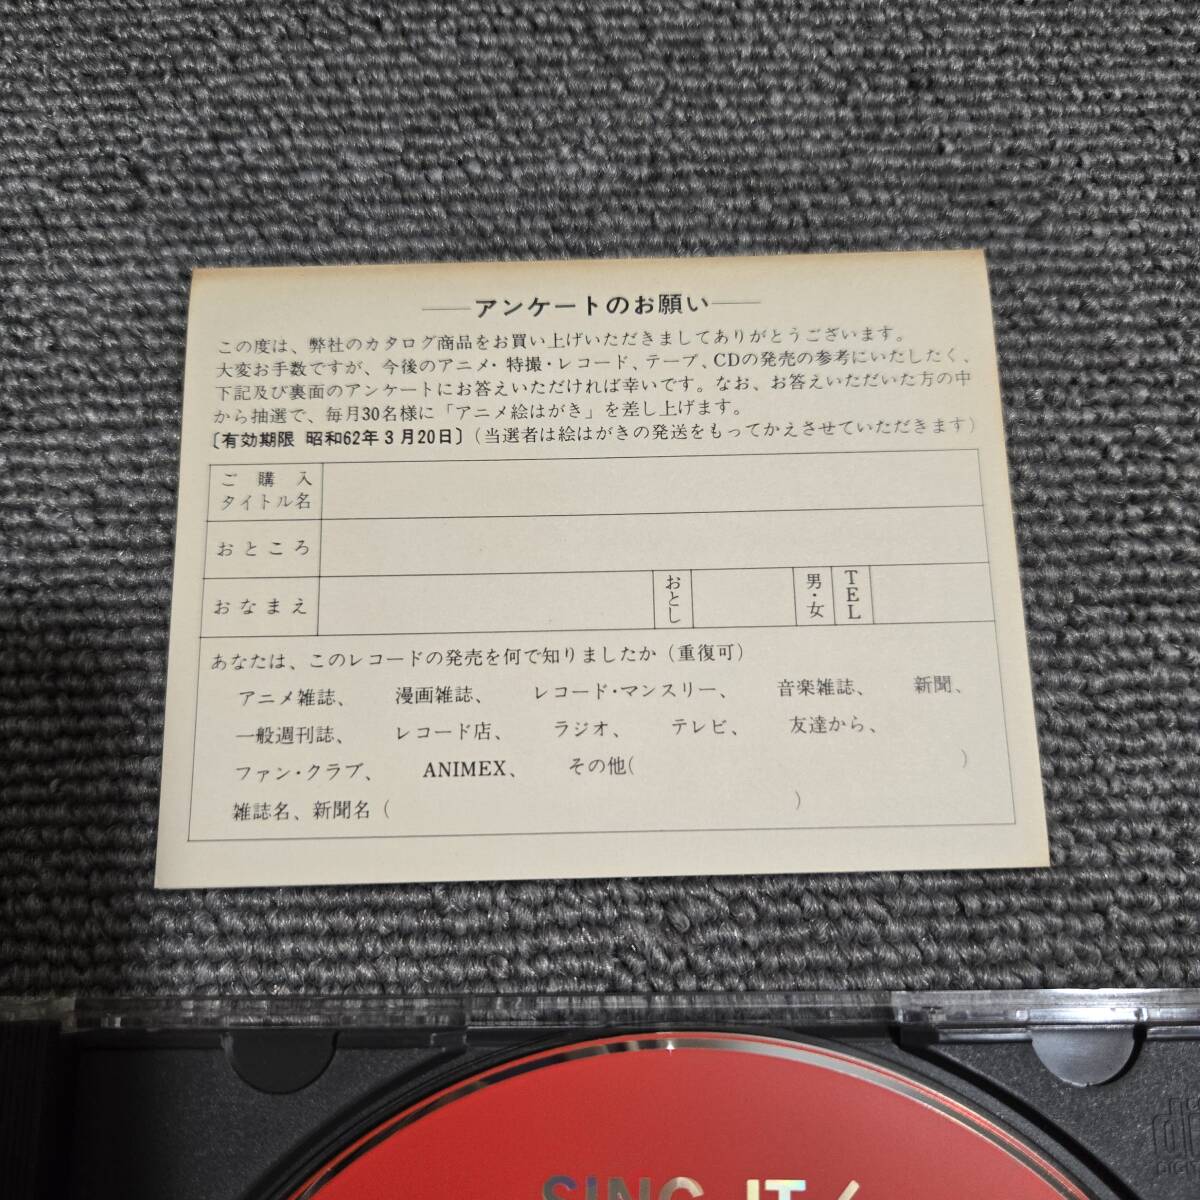 アンケートのお願い
この度は、弊社のカタログ商品をお買い上げいただきましてありがとうございます。
大変お手数ですが、今後のアニメ・特撮・レコード、テープ、CDの発売の参考にいたしたく、
下記及び裏面のアンケートにお答えいただければ幸いです。なお、お答えいただいた方の中
から抽選で、毎月30名様に「アニメ絵はがき」を差し上げます。
〔有効期限 昭和62年3月20日〕(当選者は絵はがきの発送をもってかえさせていただきます)
ご購入
タイトル名
おところ
おなまえ
おとし
男・女
TEL
あなたは、このレコードの発売を何で知りましたか(重復可)
アニメ雑誌、 漫画雑誌、 レコード・マンスリー、 音楽雑誌、 新聞、
一般週刊誌、 レコード店、 ラジオ、 テレビ、 友達から、
ファン・クラブ、 ANIMEX、 その他( )
雑誌名、新聞名( )
SING IT